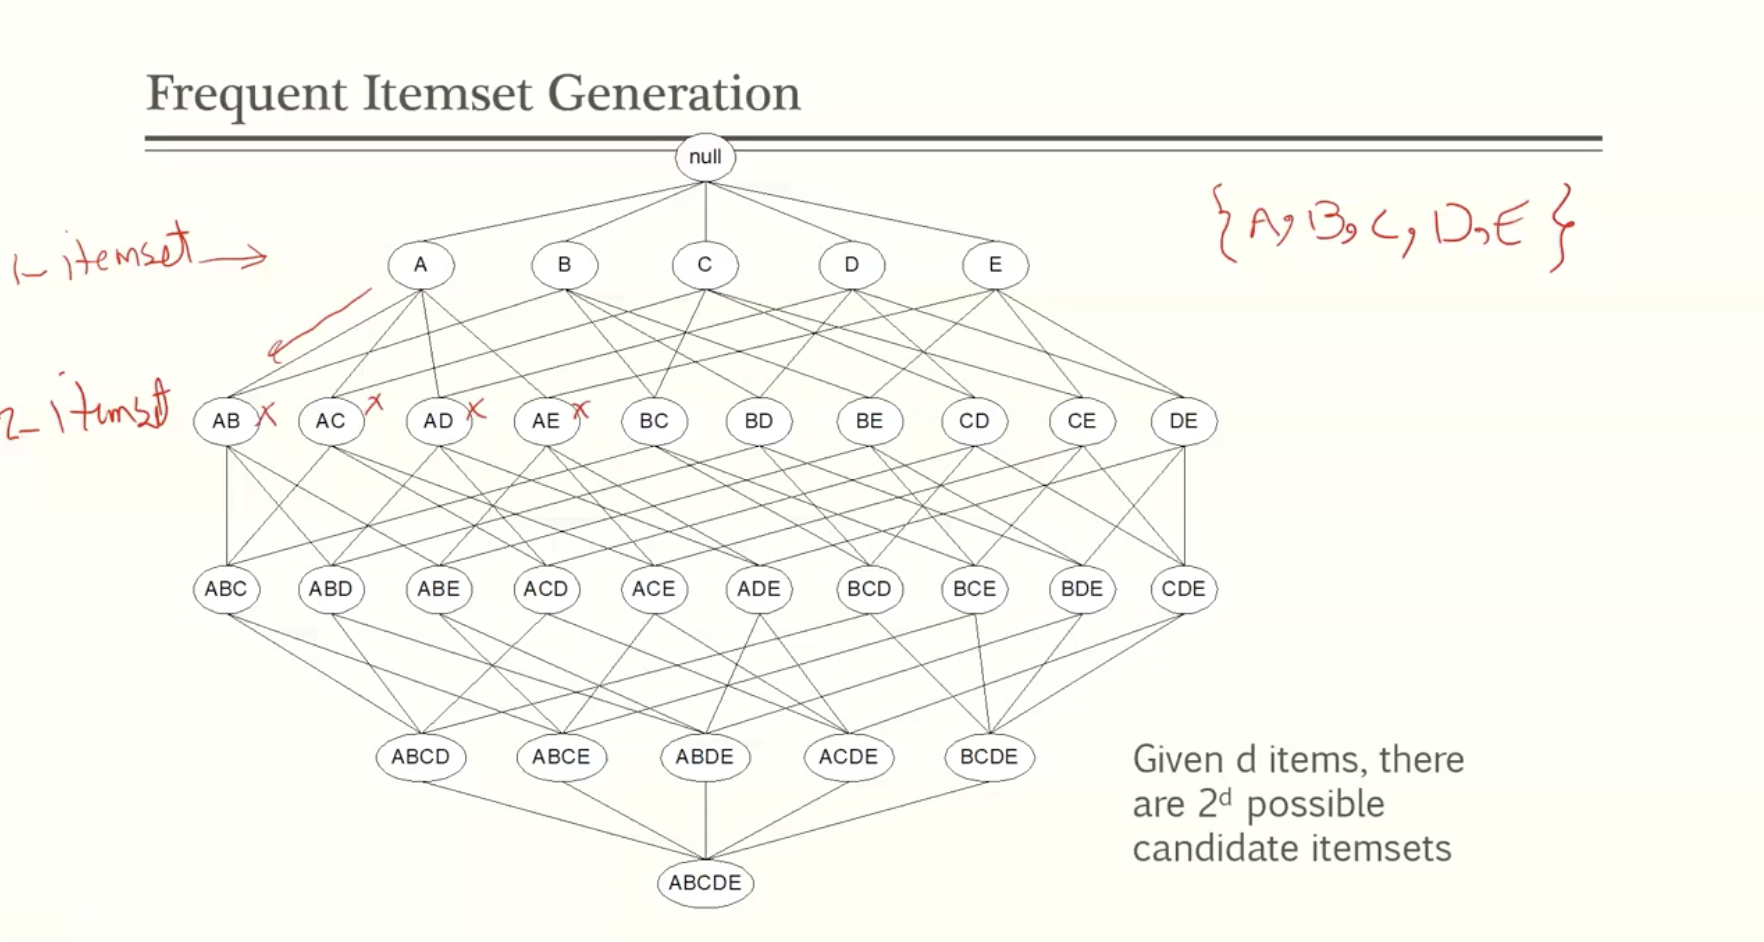 Frequent Itemset Generation
null
{A, B, C, D, E}
1-itemset →
A B C D E
2-itemset
AB x AC x AD x AE x BC BD BE CD CE DE
ABC ABD ABE ACD ACE ADE BCD BCE BDE CDE
ABCD ABCE ABDE ACDE BCDE
Given d items, there
are 2ᵈ possible
candidate itemsets
ABCDE